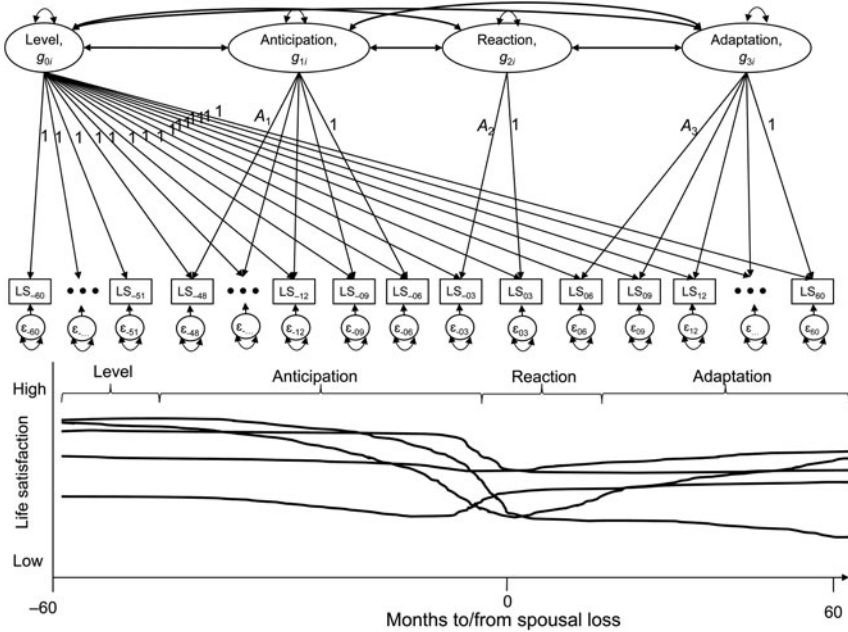 Level, Anticipation, Reaction, Adaptation,
g0i g1i g2i g3i
1 1 1 1 1 1 1 1 1 1 1 1 1 1 A1 1 A2 1 A3 1
LS–60 ••• LS–51 LS–48 ••• LS–12 LS–09 LS–06 LS–03 LS03 LS06 LS09 LS12 ••• LS60
ε-60 ε-... ε-51 ε-48 ε-... ε-12 ε-09 ε-06 ε-03 ε03 ε06 ε09 ε12 ε... ε60
Level Anticipation Reaction Adaptation
High
Life satisfaction
Low
–60 0 60
Months to/from spousal loss